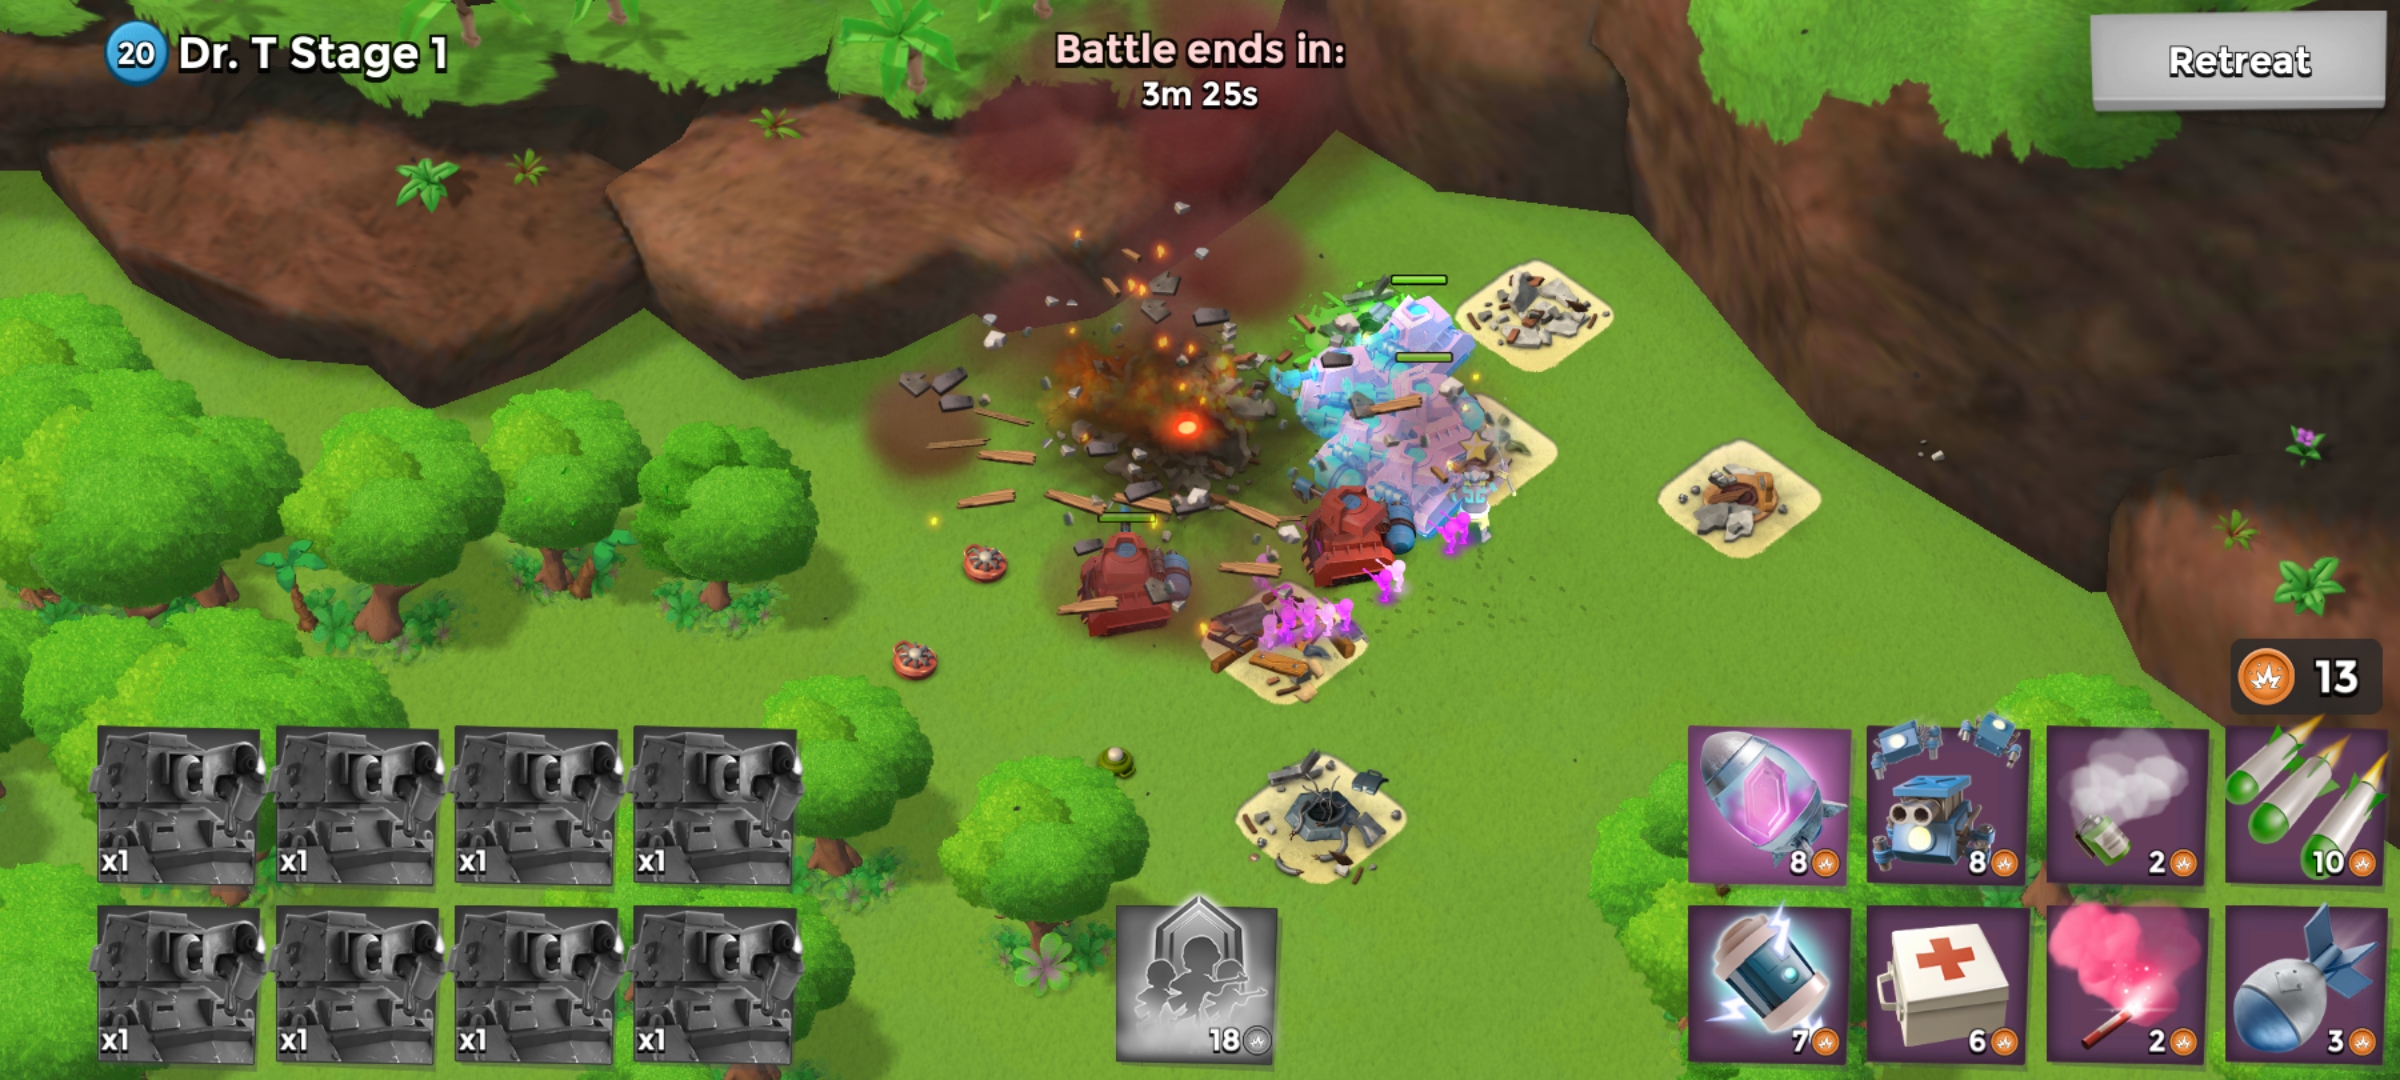 20 Dr. T Stage 1
Battle ends in:
3m 25s
Retreat
13
x1 x1 x1 x1
8 8 2 10
x1 x1 x1 x1
18
7 6 2 3